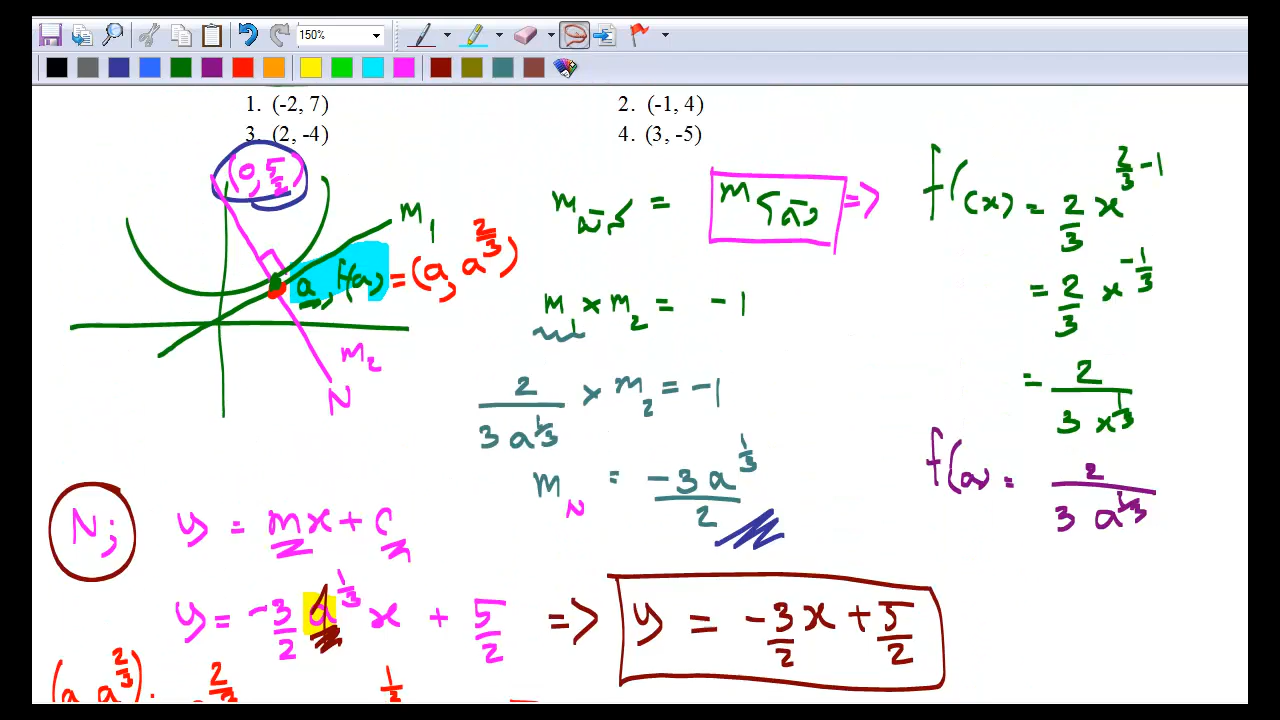 150%
1. (-2, 7) 2. (-1, 4)
3. (2, -4) 4. (3, -5)
(0, 5/2)
m₁
a, f(a) = (a, a^(2/3))
m₂
N
m = m =>
m₁ × m₂ = -1
2/(3a^(1/3)) × m₂ = -1
m_N = -3a^(1/3)/2
f'(x) = 2/3 x^(2/3 - 1)
= 2/3 x^(-1/3)
= 2/(3x^(1/3))
f'(a) = 2/(3a^(1/3))
N; y = mx + c
y = -3/2 a^(1/3) x + 5/2 => y = -3/2 x + 5/2